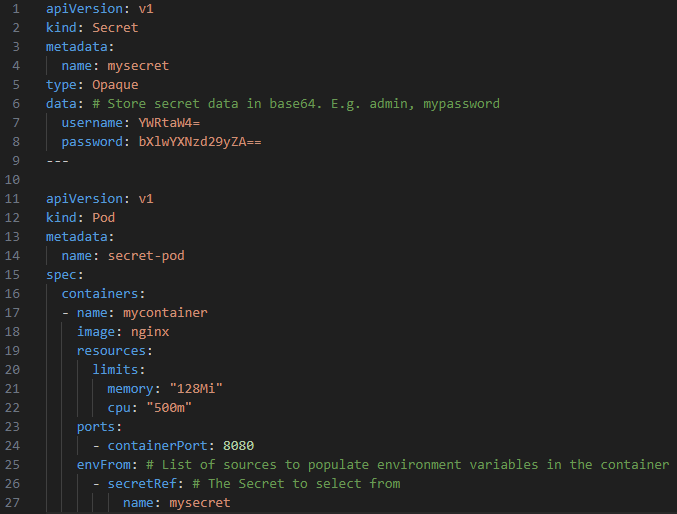 1 apiVersion: v1
2 kind: Secret
3 metadata:
4 name: mysecret
5 type: Opaque
6 data: # Store secret data in base64. E.g. admin, mypassword
7 username: YWRtaW4=
8 password: bXlwYXNzd29yZA==
9 ---
10
11 apiVersion: v1
12 kind: Pod
13 metadata:
14 name: secret-pod
15 spec:
16 containers:
17 - name: mycontainer
18 image: nginx
19 resources:
20 limits:
21 memory: "128Mi"
22 cpu: "500m"
23 ports:
24 - containerPort: 8080
25 envFrom: # List of sources to populate environment variables in the container
26 - secretRef: # The Secret to select from
27 name: mysecret